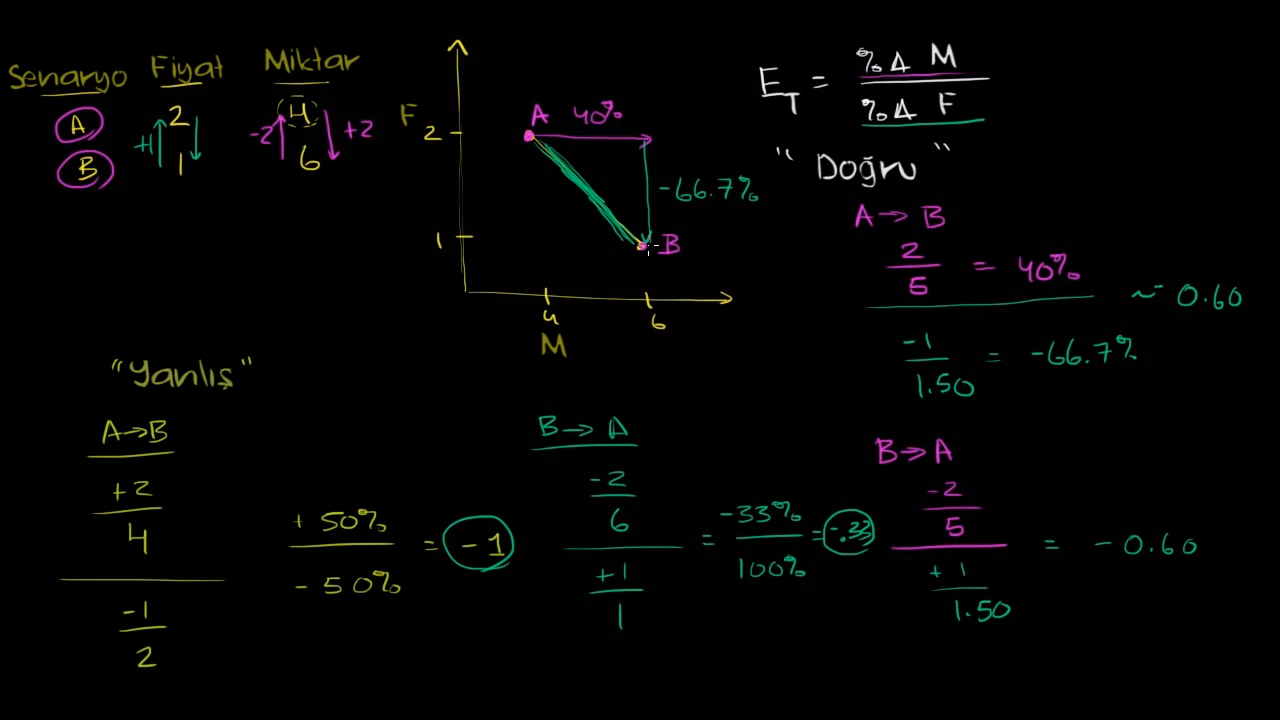 Senaryo Fiyat Miktar
A 2 4
B 1 6
+1
-2 +2
F
2
1
4 6
M
A 40%
-66.7%
B
E_T = %Δ M / %Δ F
"Doğru"
A → B
2/5 = 40%
~ 0.60
-1/1.50 = -66.7%
B → A
-2/5
= -0.60
+1/1.50
"Yanlış"
A → B
+2/4
+50% / -50% = -1
-1/2
B → A
-2/6
= -33% / 100% = -.33
+1/1